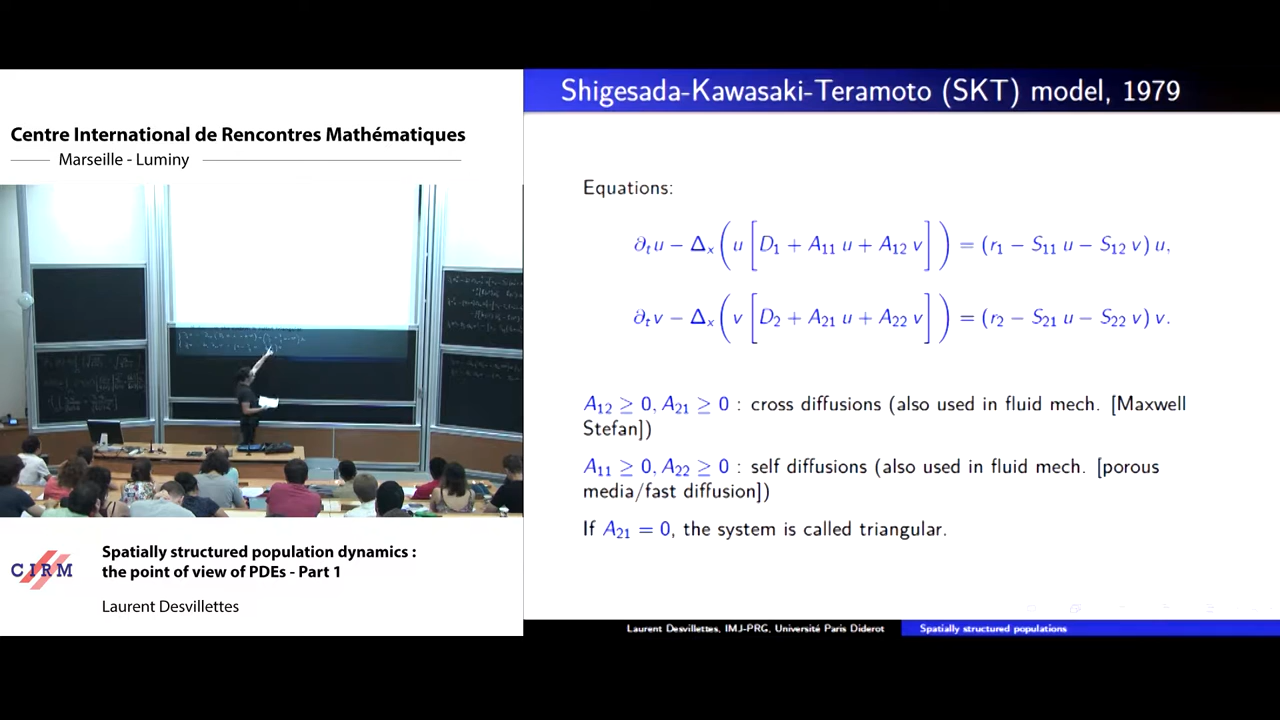 Centre International de Rencontres Mathématiques
Marseille - Luminy
CIRM
Spatially structured population dynamics :
the point of view of PDEs - Part 1
Laurent Desvillettes
Shigesada-Kawasaki-Teramoto (SKT) model, 1979
Equations:
∂ₜu − Δₓ(u[D₁ + A₁₁ u + A₁₂ v]) = (r₁ − S₁₁ u − S₁₂ v) u,
∂ₜv − Δₓ(v[D₂ + A₂₁ u + A₂₂ v]) = (r₂ − S₂₁ u − S₂₂ v) v.
A₁₂ ≥ 0, A₂₁ ≥ 0 : cross diffusions (also used in fluid mech. [Maxwell
Stefan])
A₁₁ ≥ 0, A₂₂ ≥ 0 : self diffusions (also used in fluid mech. [porous
media/fast diffusion])
If A₂₁ = 0, the system is called triangular.
Laurent Desvillettes, IMJ-PRG, Université Paris Diderot
Spatially structured populations